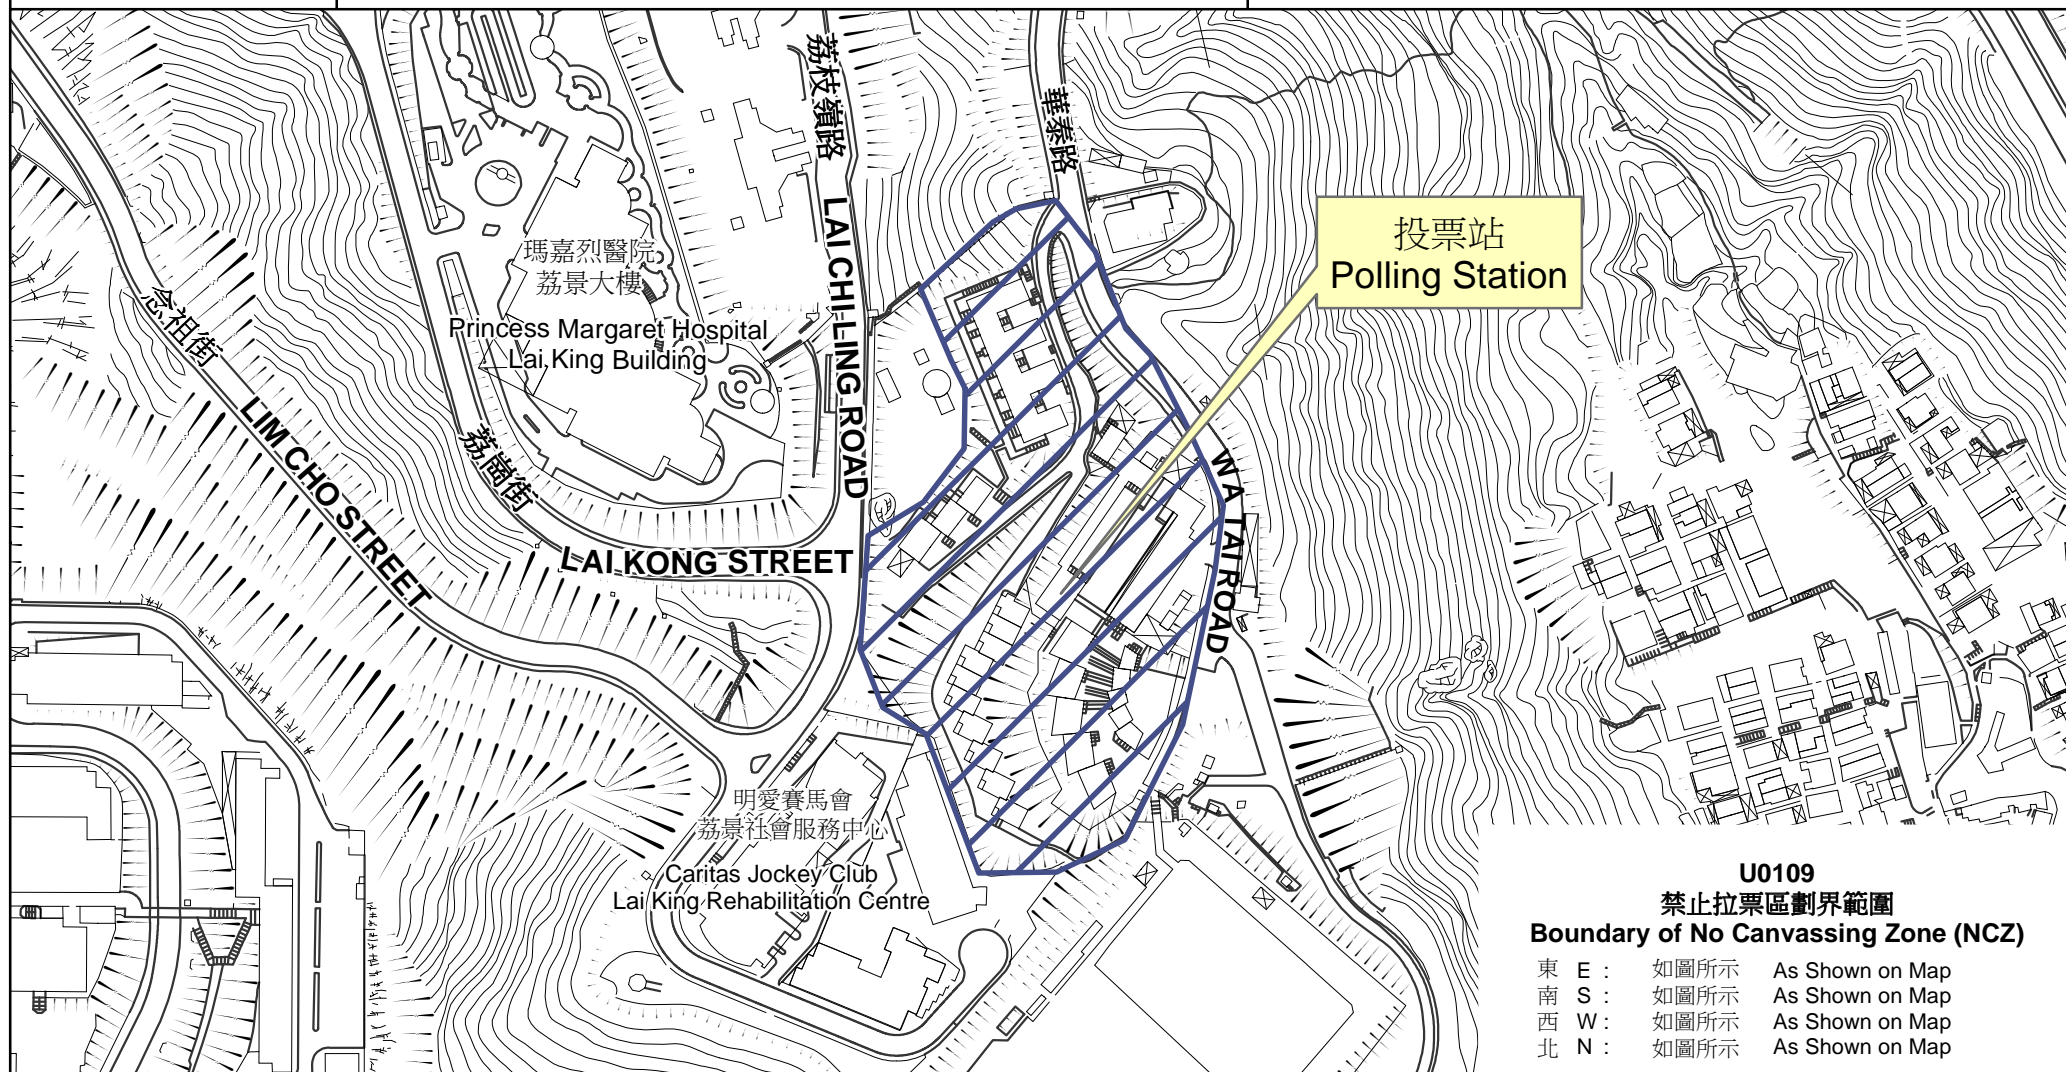 荔枝嶺路
華泰路
投票站
Polling Station
LAI CHI LING ROAD
瑪嘉烈醫院
荔景大樓
Princess Margaret Hospital
Lai King Building
念祖街
LIM CHO STREET
荔崗街
LAI KONG STREET
WA TAI ROAD
明愛賽馬會
荔景社會服務中心
Caritas Jockey Club
Lai King Rehabilitation Centre
U0109
禁止拉票區劃界範圍
Boundary of No Canvassing Zone (NCZ)
東 E : 如圖所示 As Shown on Map
南 S : 如圖所示 As Shown on Map
西 W : 如圖所示 As Shown on Map
北 N : 如圖所示 As Shown on Map